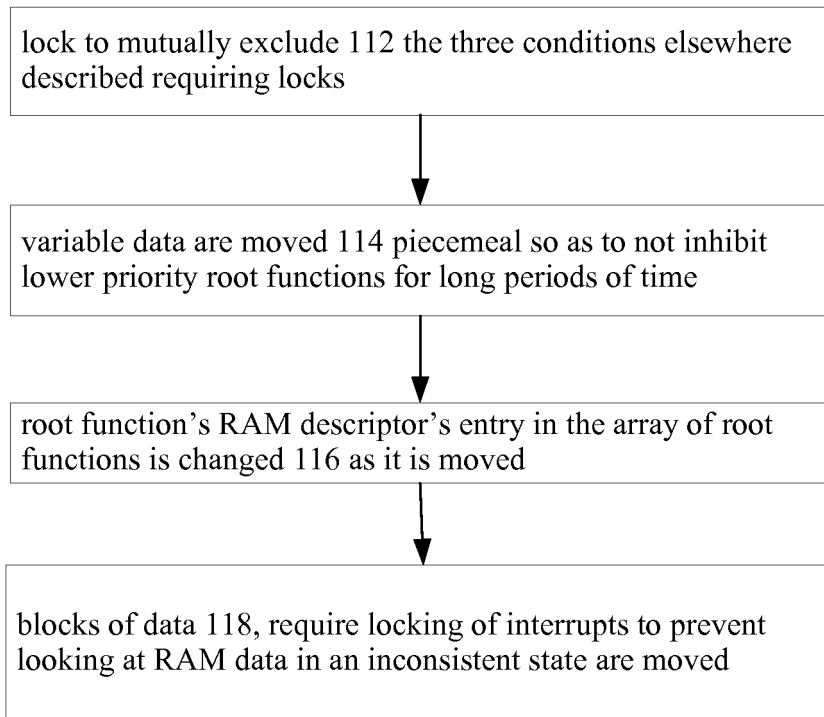 lock to mutually exclude 112 the three conditions elsewhere
described requiring locks
variable data are moved 114 piecemeal so as to not inhibit
lower priority root functions for long periods of time
root function’s RAM descriptor’s entry in the array of root
functions is changed 116 as it is moved
blocks of data 118, require locking of interrupts to prevent
looking at RAM data in an inconsistent state are moved